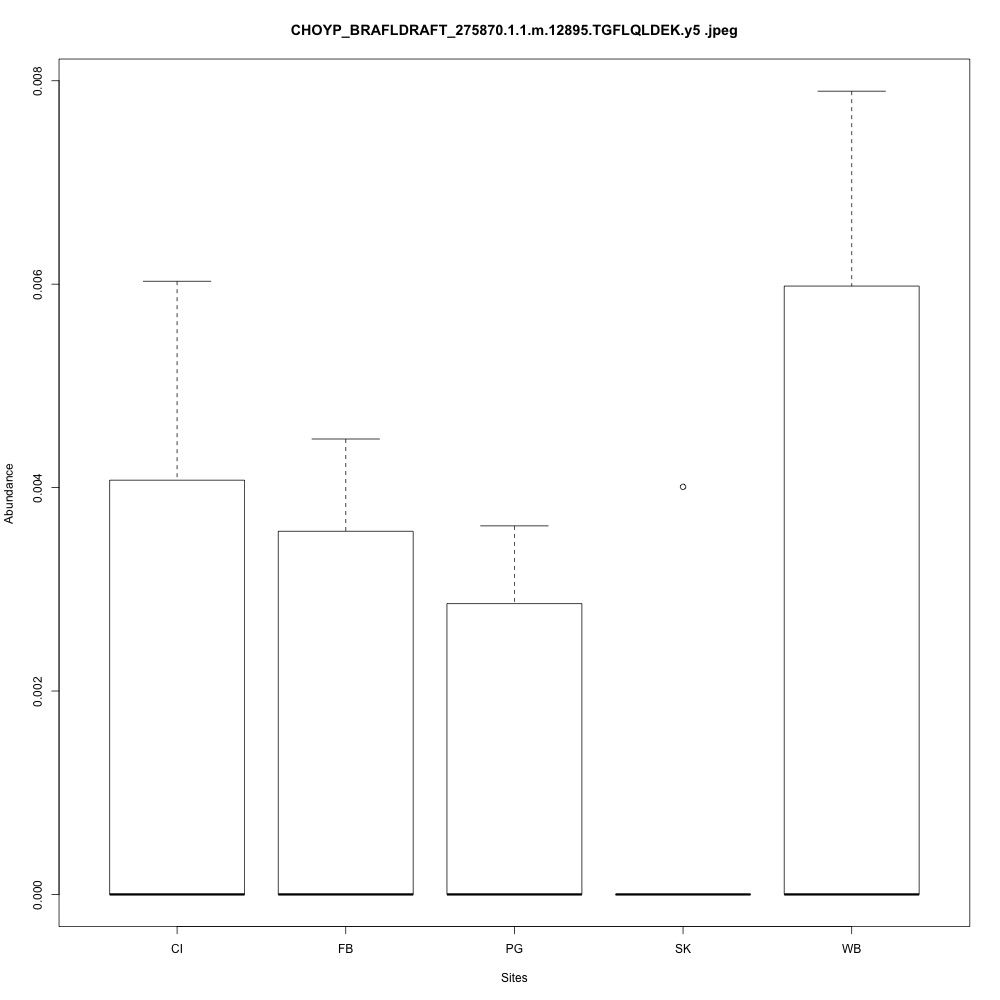 CHOYP_BRAFLDRAFT_275870.1.1.m.12895.TGFLQLDEK.y5 .jpeg
0.008
0.006
0.004
0.002
0.000
Abundance
CI FB PG SK WB
Sites